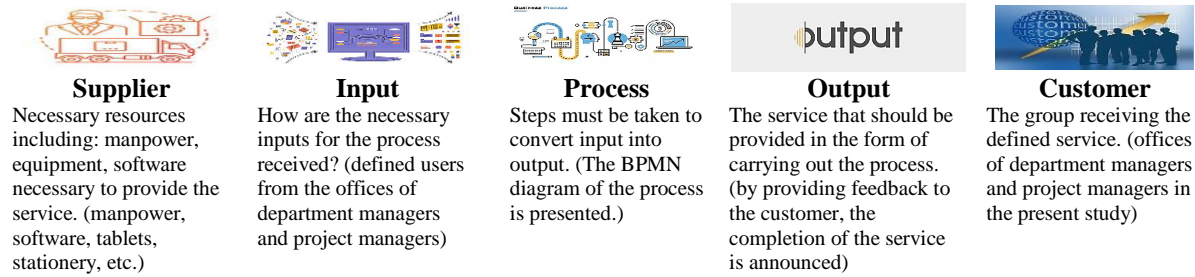 Business Process
output
customer
Supplier
Necessary resources
including: manpower,
equipment, software
necessary to provide the
service. (manpower,
software, tablets,
stationery, etc.)
Input
How are the necessary
inputs for the process
received? (defined users
from the offices of
department managers
and project managers)
Process
Steps must be taken to
convert input into
output. (The BPMN
diagram of the process
is presented.)
Output
The service that should be
provided in the form of
carrying out the process.
(by providing feedback to
the customer, the
completion of the service
is announced)
Customer
The group receiving the
defined service. (offices
of department managers
and project managers in
the present study)